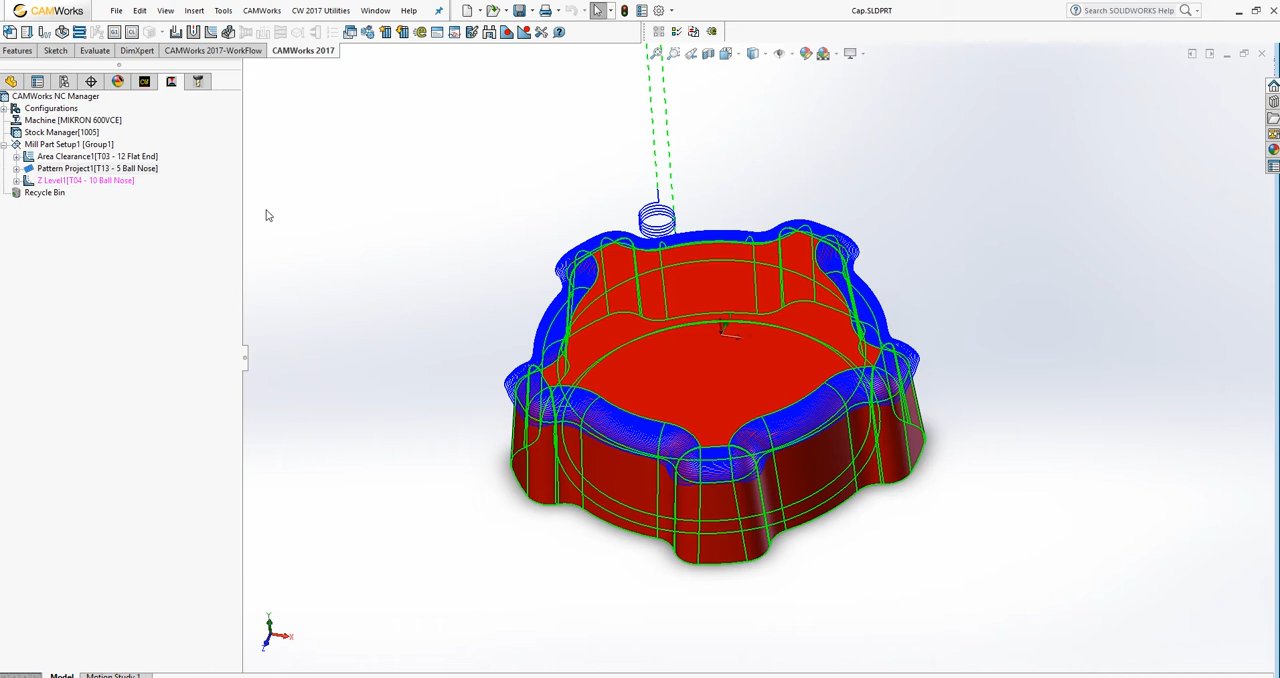 CAMWorks File Edit View Insert Tools CAMWorks CW 2017 Utilities Window Help Cap.SLDPRT Search SOLIDWORKS Help
Features Sketch Evaluate DimXpert CAMWorks 2017-WorkFlow CAMWorks 2017
CAMWorks NC Manager
Configurations
Machine [MIKRON 600VCE]
Stock Manager[1005]
Mill Part Setup1 [Group1]
Area Clearance1[T03 - 12 Flat End]
Pattern Project1[T13 - 5 Ball Nose]
Z Level1[T04 - 10 Ball Nose]
Recycle Bin
Y
X
Z
Model Motion Study 1